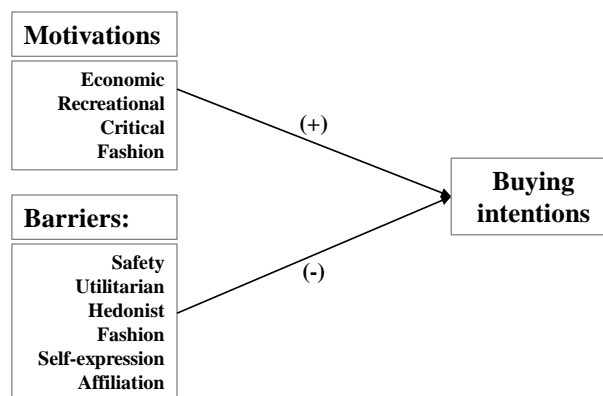 Motivations
Economic
Recreational
Critical
Fashion
(+)
Buying
intentions
Barriers:
Safety
Utilitarian
Hedonist
Fashion
Self-expression
Affiliation
(-)